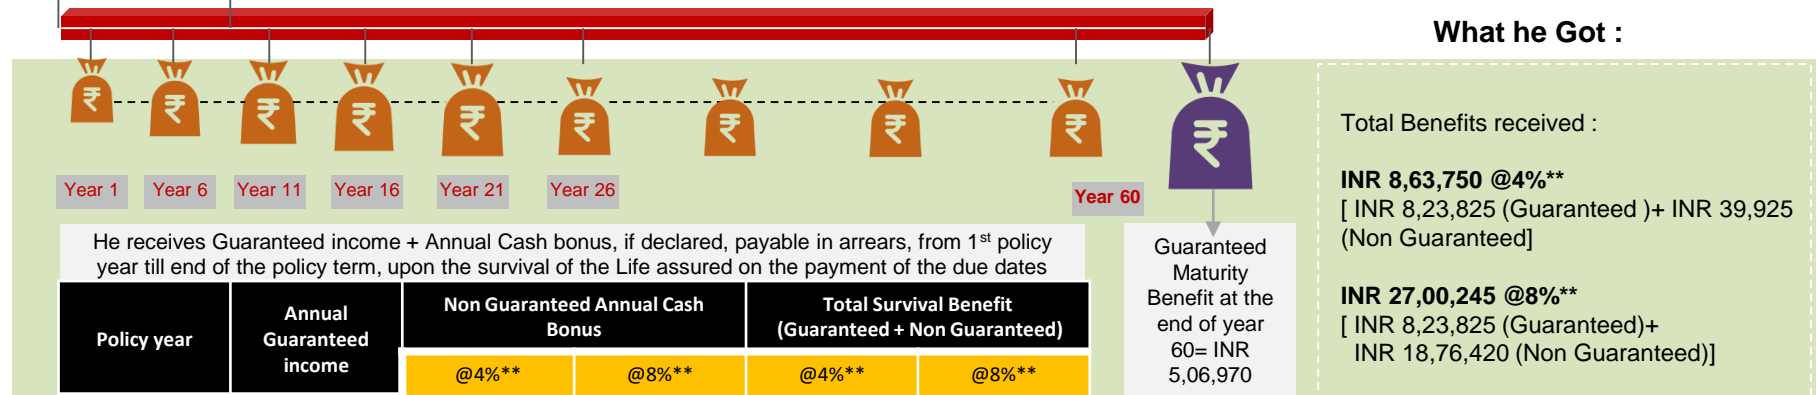 What he Got :
₹ ₹ ₹ ₹ ₹ ₹ ₹ ₹ ₹ ₹
Year 1 Year 6 Year 11 Year 16 Year 21 Year 26 Year 60
He receives Guaranteed income + Annual Cash bonus, if declared, payable in arrears, from 1st policy
year till end of the policy term, upon the survival of the Life assured on the payment of the due dates
Policy year
Annual
Guaranteed
income
Non Guaranteed Annual Cash
Bonus
Total Survival Benefit
(Guaranteed + Non Guaranteed)
@4%** @8%** @4%** @8%**
Guaranteed
Maturity
Benefit at the
end of year
60= INR
5,06,970
Total Benefits received :
INR 8,63,750 @4%**
[ INR 8,23,825 (Guaranteed )+ INR 39,925
(Non Guaranteed]
INR 27,00,245 @8%**
[ INR 8,23,825 (Guaranteed)+
INR 18,76,420 (Non Guaranteed)]